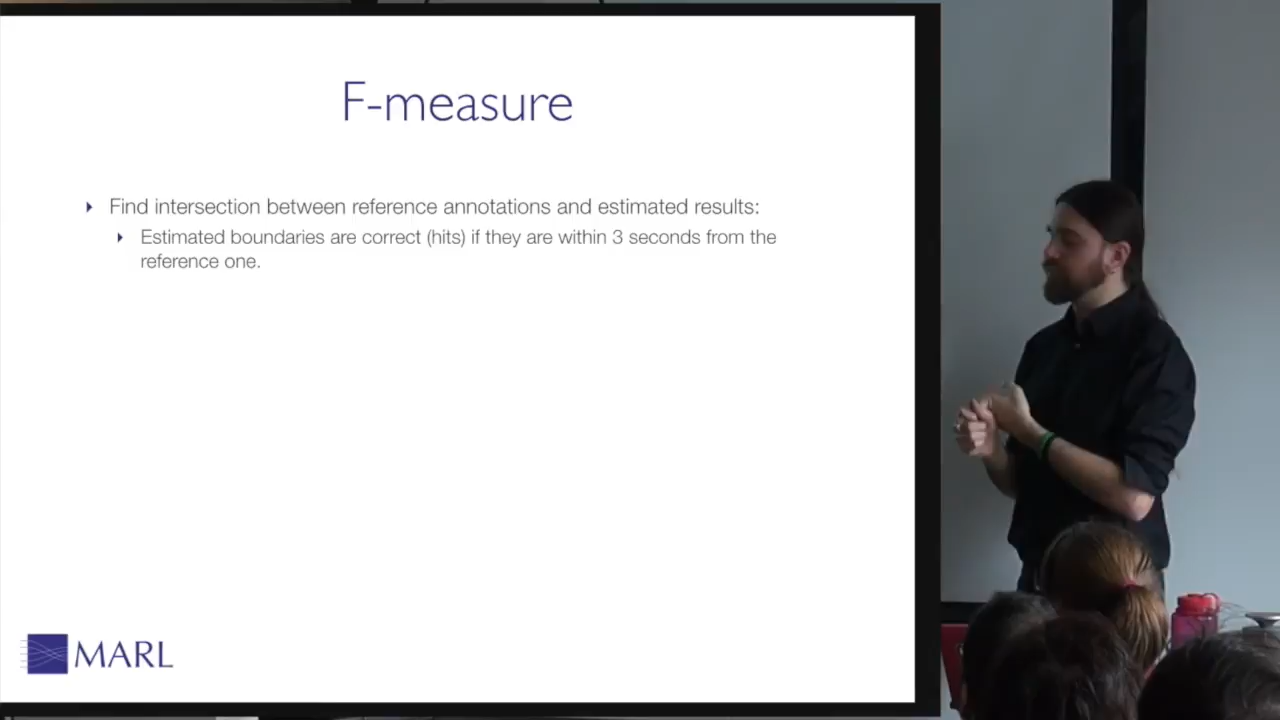 F-measure
Find intersection between reference annotations and estimated results:
Estimated boundaries are correct (hits) if they are within 3 seconds from the
reference one.
MARL